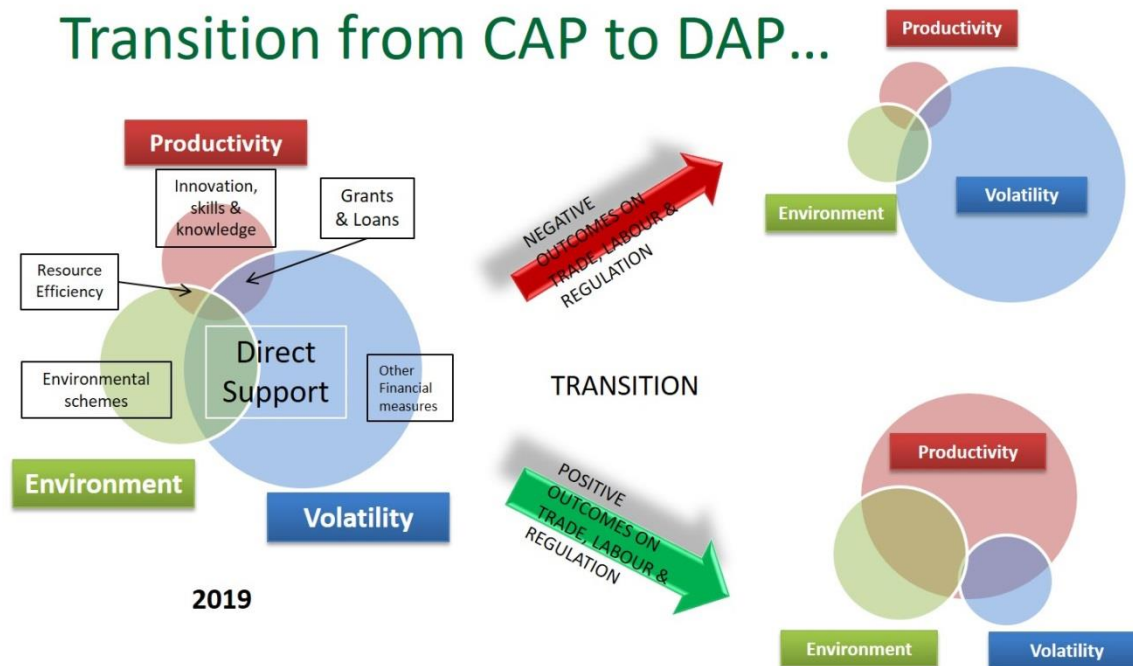 Transition from CAP to DAP...
Productivity
Innovation,
skills &
knowledge
Grants
& Loans
Resource
Efficiency
Environmental
schemes
Direct
Support
Other
Financial
measures
Environment
Volatility
2019
NEGATIVE
OUTCOMES ON
TRADE, LABOUR &
REGULATION
TRANSITION
POSITIVE
OUTCOMES ON
TRADE, LABOUR &
REGULATION
Productivity
Environment
Volatility
Productivity
Environment
Volatility